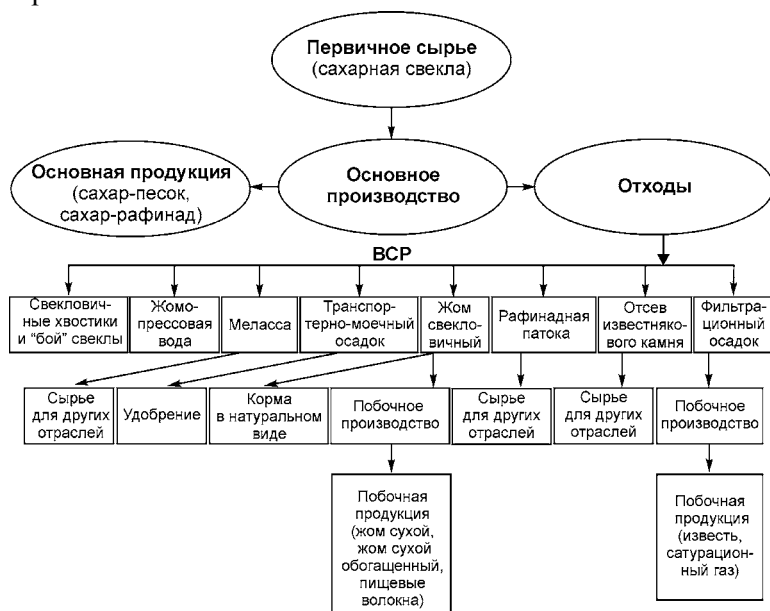 Первичное сырье
(сахарная свекла)
Основная продукция
(сахар-песок,
сахар-рафинад)
Основное
производство
Отходы
ВСР
Свеклович-
ные хвостики
и "бой" свеклы
Жомо-
прессовая
вода
Меласса
Транспор-
терно-моечный
осадок
Жом
свекло-
вичный
Рафинадная
патока
Отсев
известняко-
вого камня
Фильтра-
ционный
осадок
Сырье
для других
отраслей
Удобрение
Корма
в натуральном
виде
Побочное
производство
Сырье
для других
отраслей
Сырье
для других
отраслей
Побочное
производство
Побочная
продукция
(жом сухой,
жом сухой
обогащенный,
пищевые
волокна)
Побочная
продукция
(известь,
сатурацион-
ный газ)